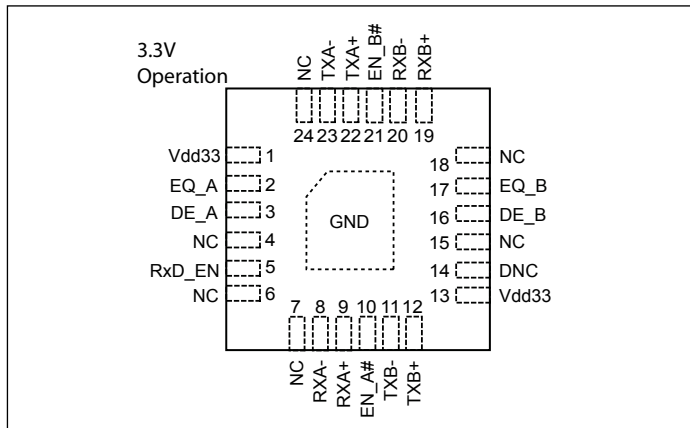 3.3V
Operation
NC
TXA-
TXA+
EN_B#
RXB-
RXB+
24 23 22 21 20 19
Vdd33 1
EQ_A 2
DE_A 3
NC 4
RxD_EN 5
NC 6
GND
18 NC
17 EQ_B
16 DE_B
15 NC
14 DNC
13 Vdd33
7 8 9 10 11 12
NC
RXA-
RXA+
EN_A#
TXB-
TXB+